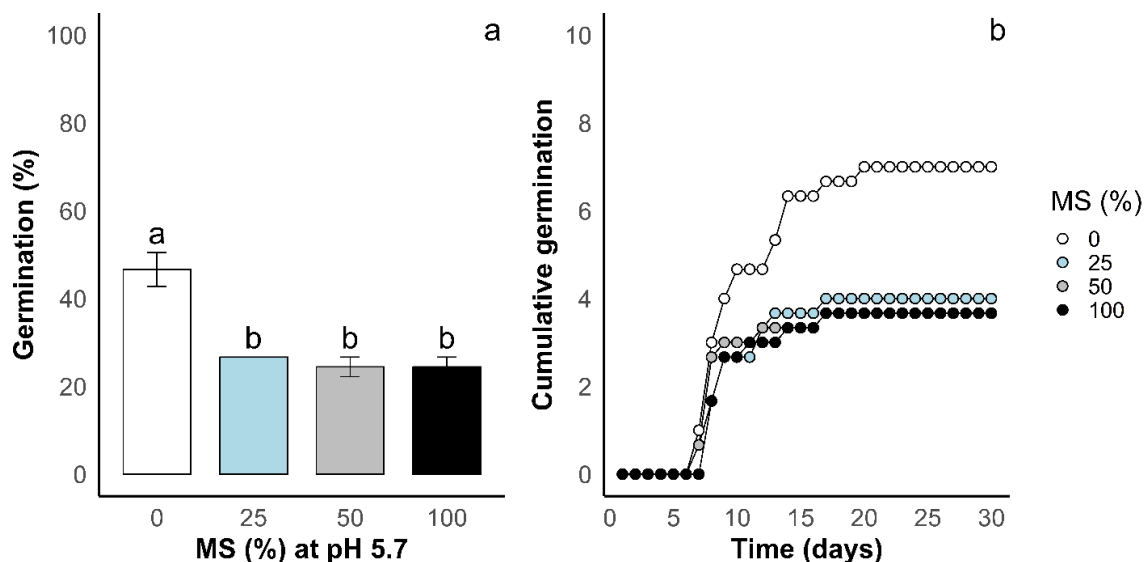 a
100
80
60
40
20
0
Germination (%)
a
b
b
b
0 25 50 100
MS (%) at pH 5.7
b
10
8
6
4
2
0
Cumulative germination
0 5 10 15 20 25 30
Time (days)
MS (%)
0
25
50
100